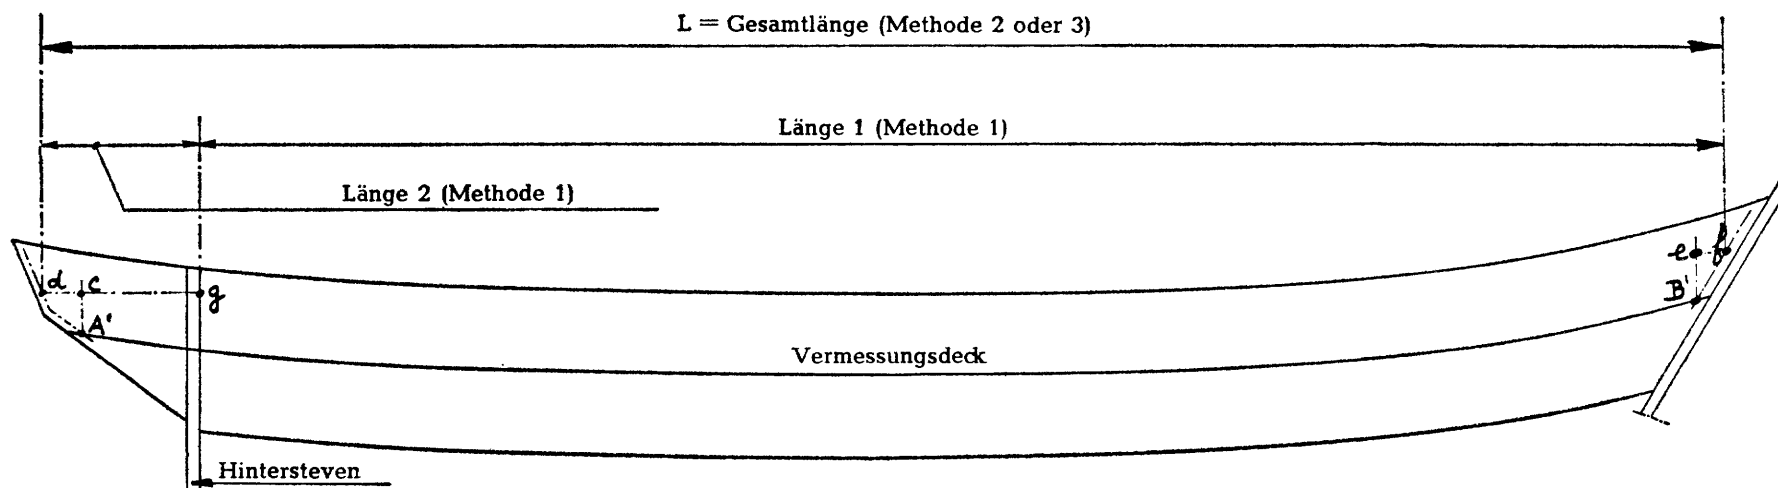 L = Gesamtlänge (Methode 2 oder 3)
Länge 1 (Methode 1)
Länge 2 (Methode 1)
d c g
A'
e f
B'
Vermessungsdeck
Hintersteven